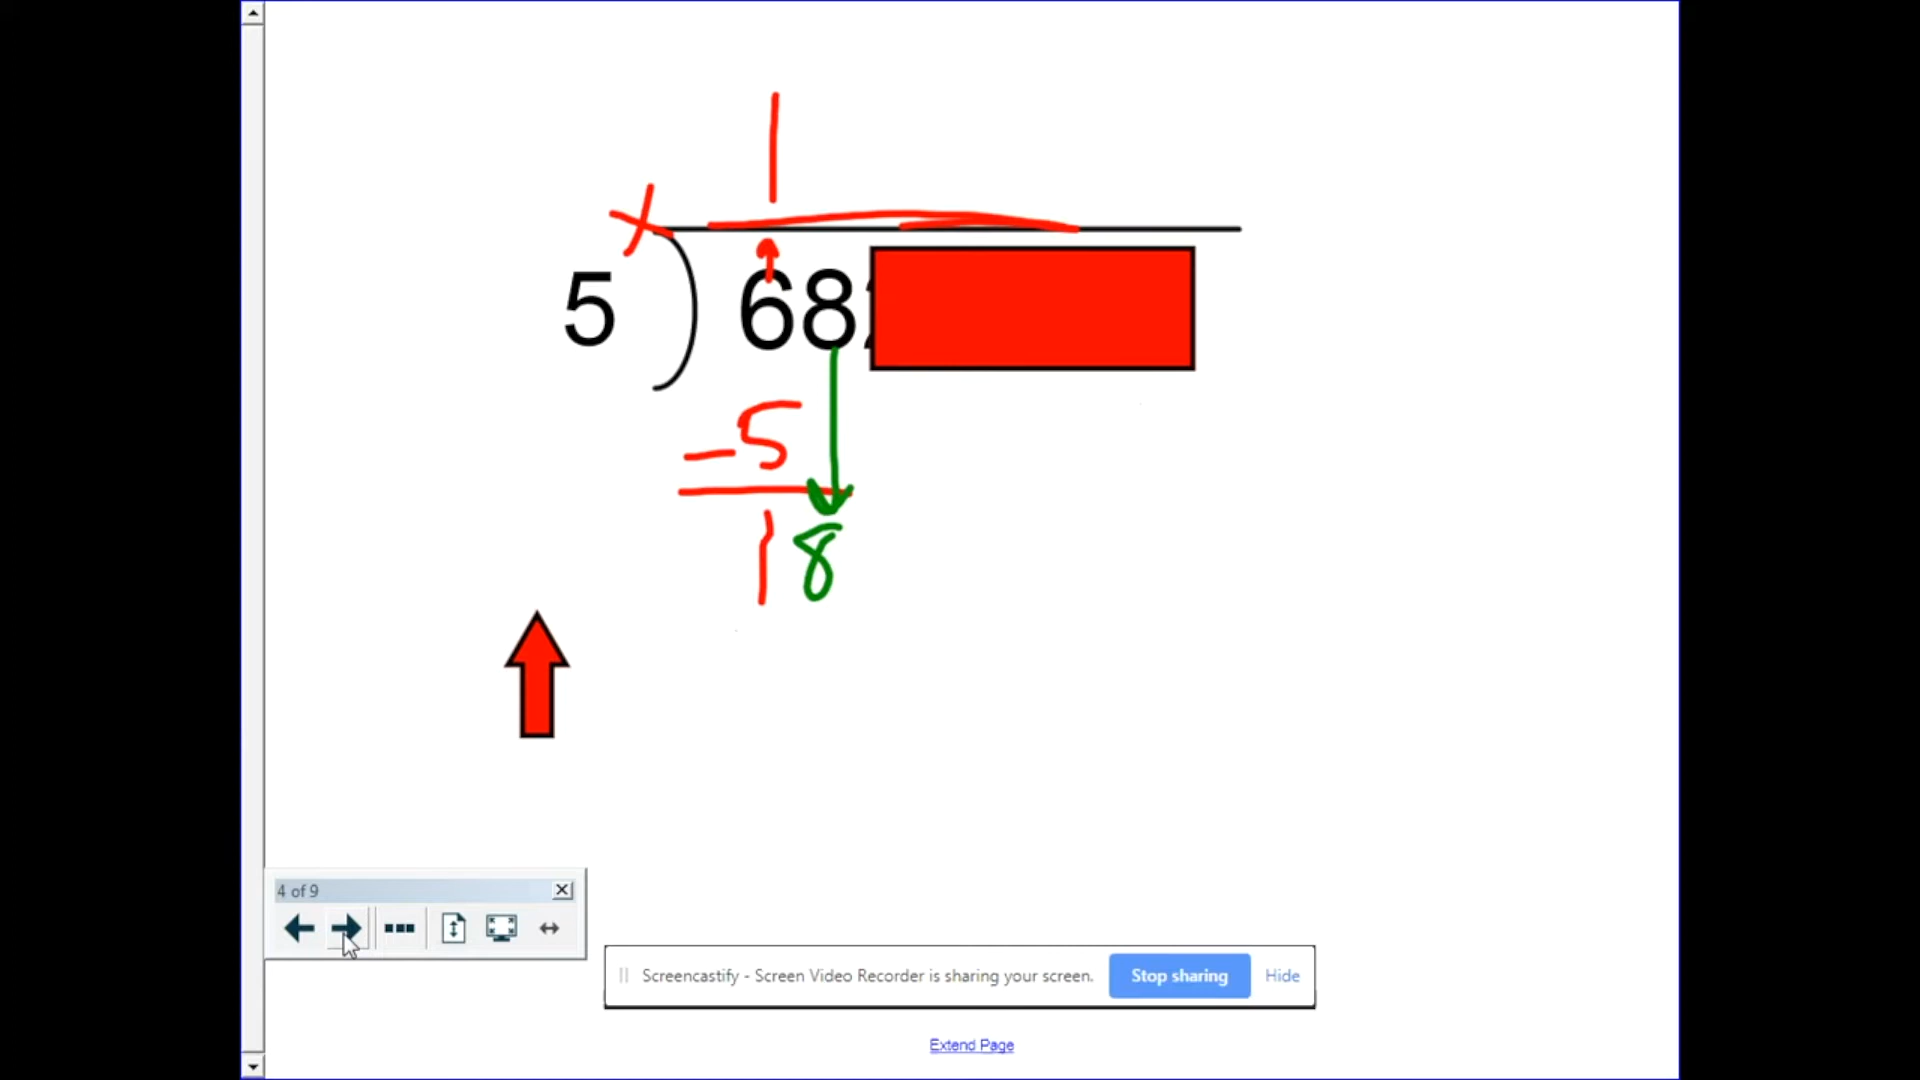 1
5 68
-5
18
4 of 9
Screencastify - Screen Video Recorder is sharing your screen. Stop sharing Hide
Extend Page